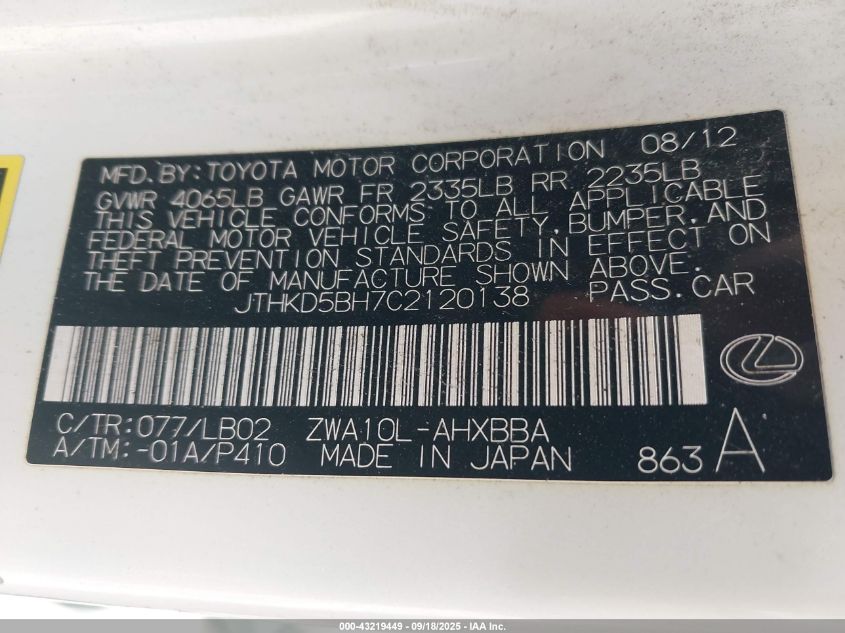 MFD. BY: TOYOTA MOTOR CORPORATION 08/12
GVWR 4065LB GAWR FR 2335LB RR 2235LB
THIS VEHICLE CONFORMS TO ALL APPLICABLE
FEDERAL MOTOR VEHICLE SAFETY, BUMPER, AND
THEFT PREVENTION STANDARDS IN EFFECT ON
THE DATE OF MANUFACTURE SHOWN ABOVE.
JTHKD5BH7C2120138 PASS. CAR
C/TR: 077/LB02 ZWA10L-AHXBBA
A/TM: -01A/P410 MADE IN JAPAN 863 A
000-43219449 - 09/18/2025 - IAA Inc.